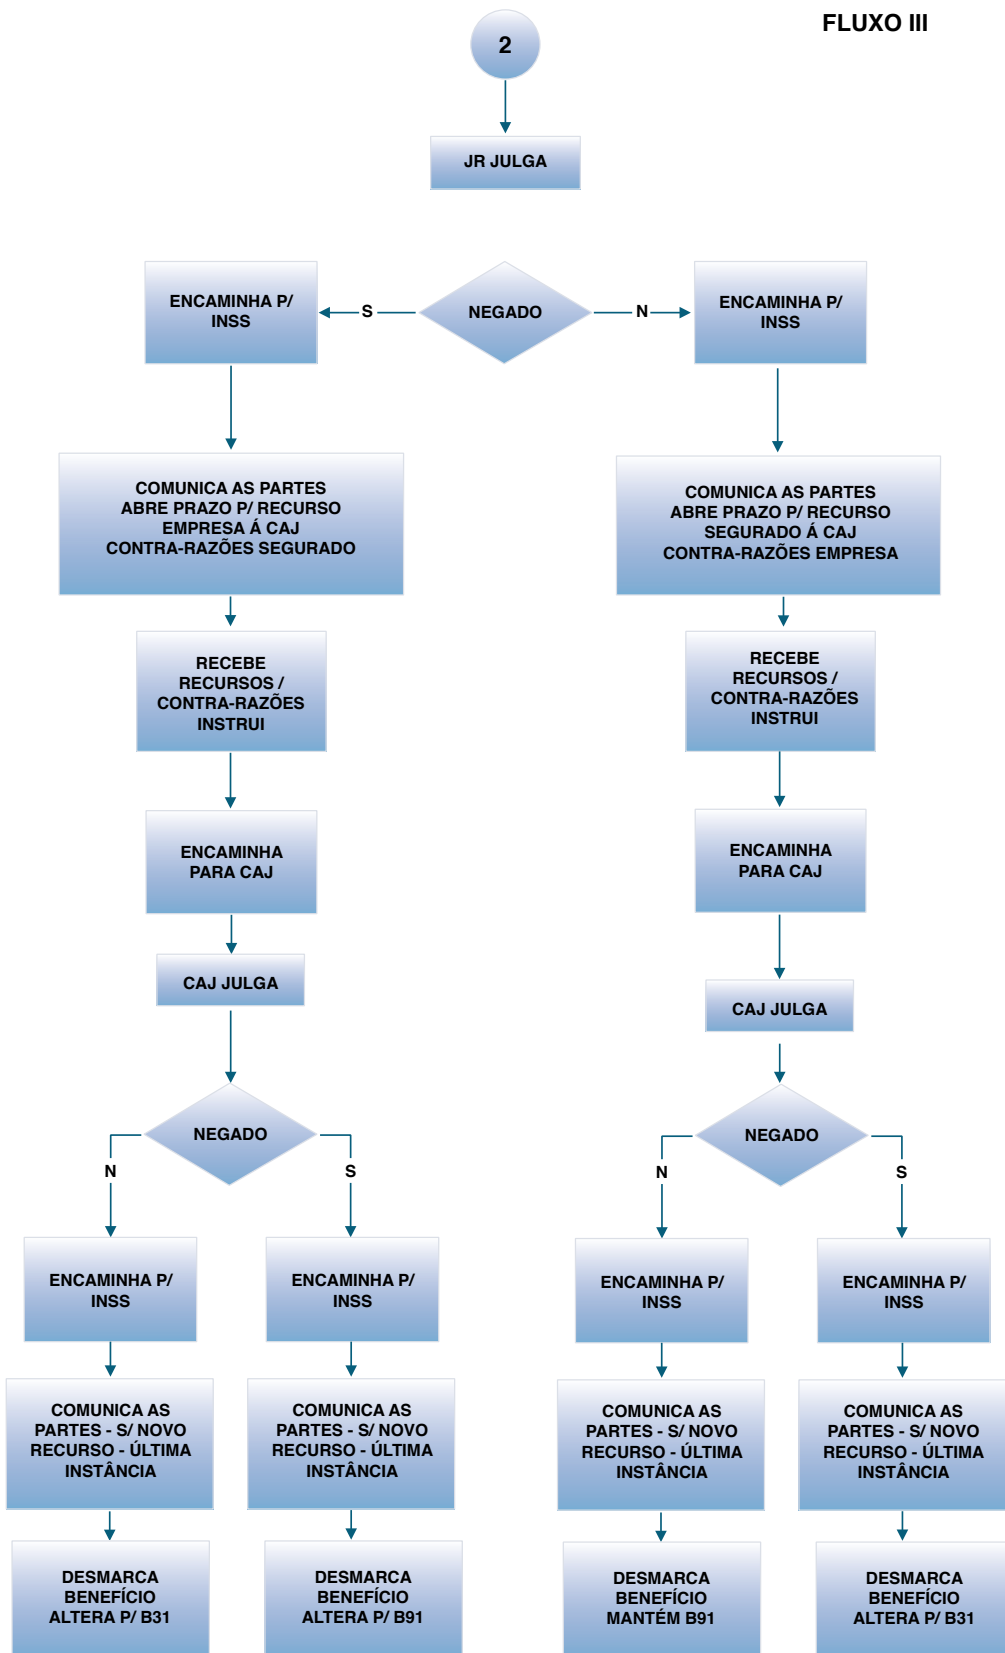 FLUXO III
2
JR JULGA
ENCAMINHA P/
INSS
S
NEGADO
N
ENCAMINHA P/
INSS
COMUNICA AS PARTES
ABRE PRAZO P/ RECURSO
EMPRESA Á CAJ
CONTRA-RAZÕES SEGURADO
COMUNICA AS PARTES
ABRE PRAZO P/ RECURSO
SEGURADO Á CAJ
CONTRA-RAZÕES EMPRESA
RECEBE
RECURSOS /
CONTRA-RAZÕES
INSTRUI
RECEBE
RECURSOS /
CONTRA-RAZÕES
INSTRUI
ENCAMINHA
PARA CAJ
ENCAMINHA
PARA CAJ
CAJ JULGA
CAJ JULGA
NEGADO
N
S
NEGADO
N
S
ENCAMINHA P/
INSS
ENCAMINHA P/
INSS
ENCAMINHA P/
INSS
ENCAMINHA P/
INSS
COMUNICA AS
PARTES - S/ NOVO
RECURSO - ÚLTIMA
INSTÂNCIA
COMUNICA AS
PARTES - S/ NOVO
RECURSO - ÚLTIMA
INSTÂNCIA
COMUNICA AS
PARTES - S/ NOVO
RECURSO - ÚLTIMA
INSTÂNCIA
COMUNICA AS
PARTES - S/ NOVO
RECURSO - ÚLTIMA
INSTÂNCIA
DESMARCA
BENEFÍCIO
ALTERA P/ B31
DESMARCA
BENEFÍCIO
ALTERA P/ B91
DESMARCA
BENEFÍCIO
MANTÉM B91
DESMARCA
BENEFÍCIO
ALTERA P/ B31